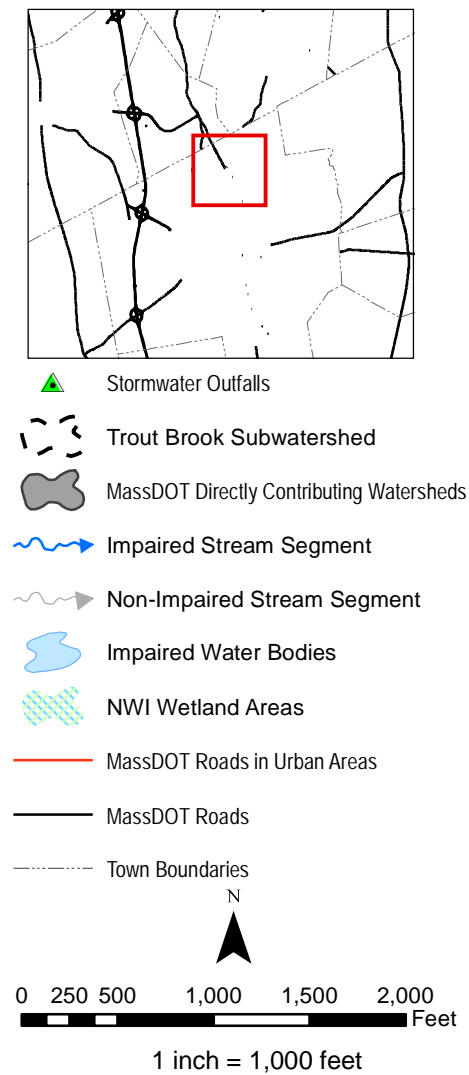 Stormwater Outfalls
Trout Brook Subwatershed
MassDOT Directly Contributing Watersheds
Impaired Stream Segment
Non-Impaired Stream Segment
Impaired Water Bodies
NWI Wetland Areas
MassDOT Roads in Urban Areas
MassDOT Roads
Town Boundaries
N
0 250 500 1,000 1,500 2,000
Feet
1 inch = 1,000 feet